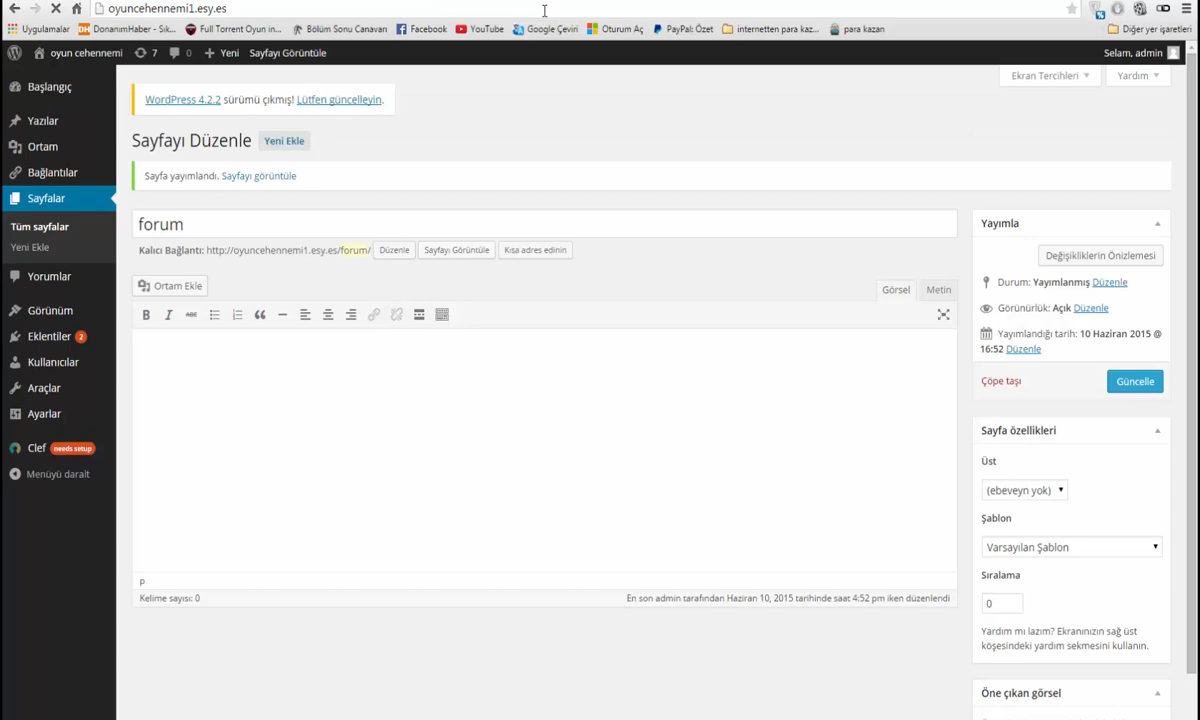 oyuncehennemi1.esy.es
Uygulamalar DonanımHaber - Sık... Full Torrent Oyun in... Bölüm Sonu Canavarı Facebook YouTube Google Çeviri Oturum Aç PayPal: Özet internetten para kaz... para kazan Diğer yer işaretleri
oyun cehennemi 7 0 Yeni Sayfayı Görüntüle Selam, admin
Ekran Tercihleri Yardım
Başlangıç
Yazılar
Ortam
Bağlantılar
Sayfalar
Tüm sayfalar
Yeni Ekle
Yorumlar
Görünüm
Eklentiler 2
Kullanıcılar
Araçlar
Ayarlar
Clef needs setup
Menüyü daralt
WordPress 4.2.2 sürümü çıkmış! Lütfen güncelleyin.
Sayfayı Düzenle Yeni Ekle
Sayfa yayımlandı. Sayfayı görüntüle
forum
Kalıcı Bağlantı: http://oyuncehennemi1.esy.es/forum/ Düzenle Sayfayı Görüntüle Kısa adres edinin
Ortam Ekle
Görsel Metin
B I ABC
p
Kelime sayısı: 0 En son admin tarafından Haziran 10, 2015 tarihinde saat 4:52 pm iken düzenlendi
Yayımla
Değişikliklerin Önizlemesi
Durum: Yayımlanmış Düzenle
Görünürlük: Açık Düzenle
Yayımlandığı tarih: 10 Haziran 2015 @
16:52 Düzenle
Çöpe taşı Güncelle
Sayfa özellikleri
Üst
(ebeveyn yok)
Şablon
Varsayılan Şablon
Sıralama
0
Yardım mı lazım? Ekranınızın sağ üst
köşesindeki yardım sekmesini kullanın.
Öne çıkan görsel